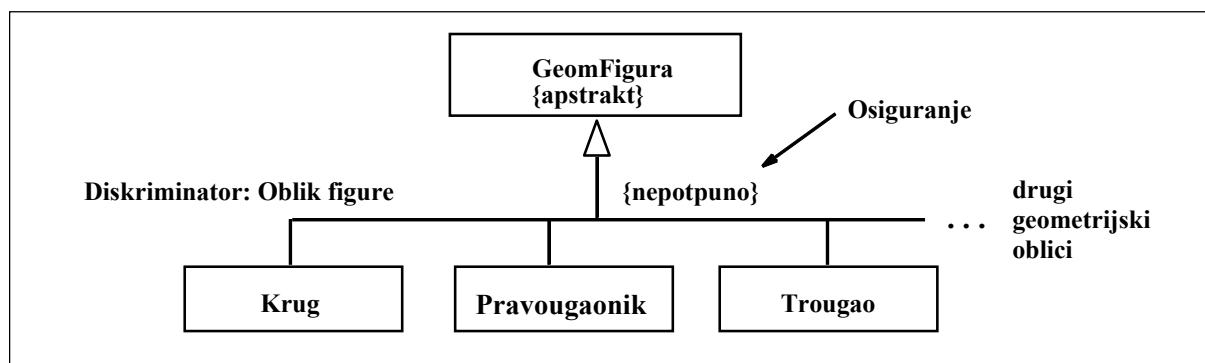 GeomFigura
{apstrakt}
Osiguranje
Diskriminator: Oblik figure
{nepotpuno}
. . .
drugi
geometrijski
oblici
Krug
Pravougaonik
Trougao